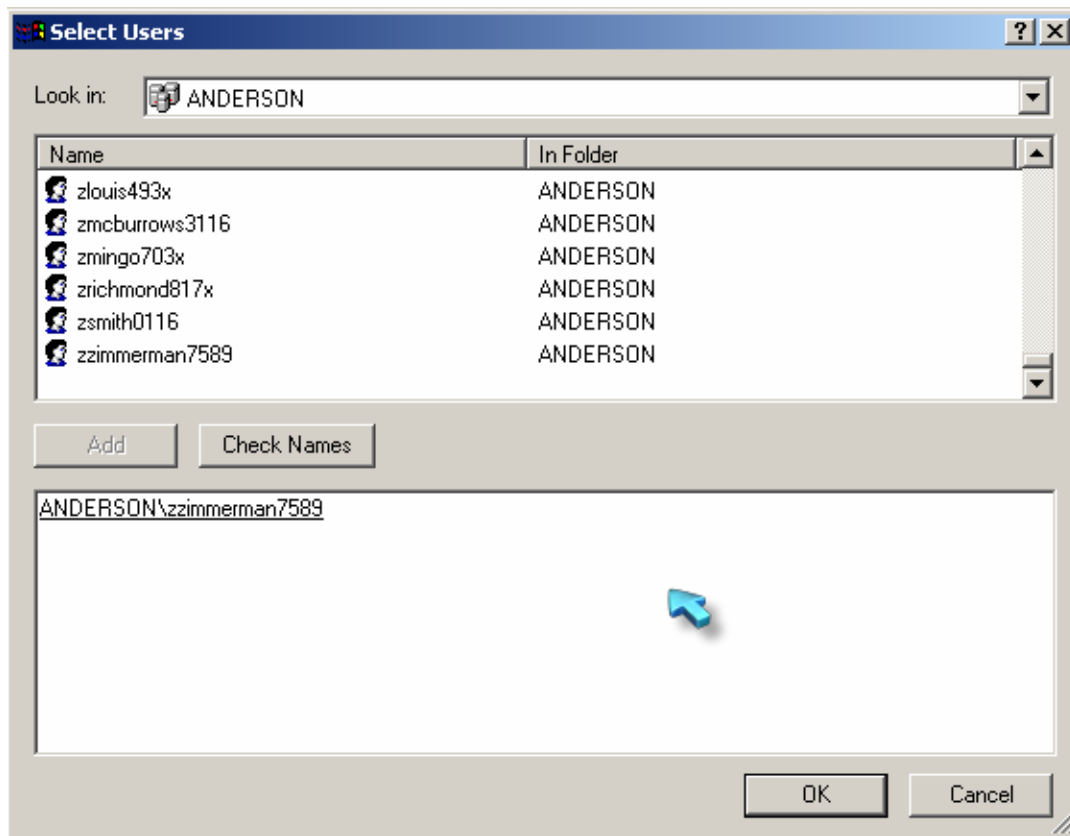 Select Users
Look in: ANDERSON
Name In Folder
zlouis493x ANDERSON
zmcburrows3116 ANDERSON
zmingo703x ANDERSON
zrichmond817x ANDERSON
zsmith0116 ANDERSON
zzimmerman7589 ANDERSON
Add Check Names
ANDERSON\zzimmerman7589
OK Cancel